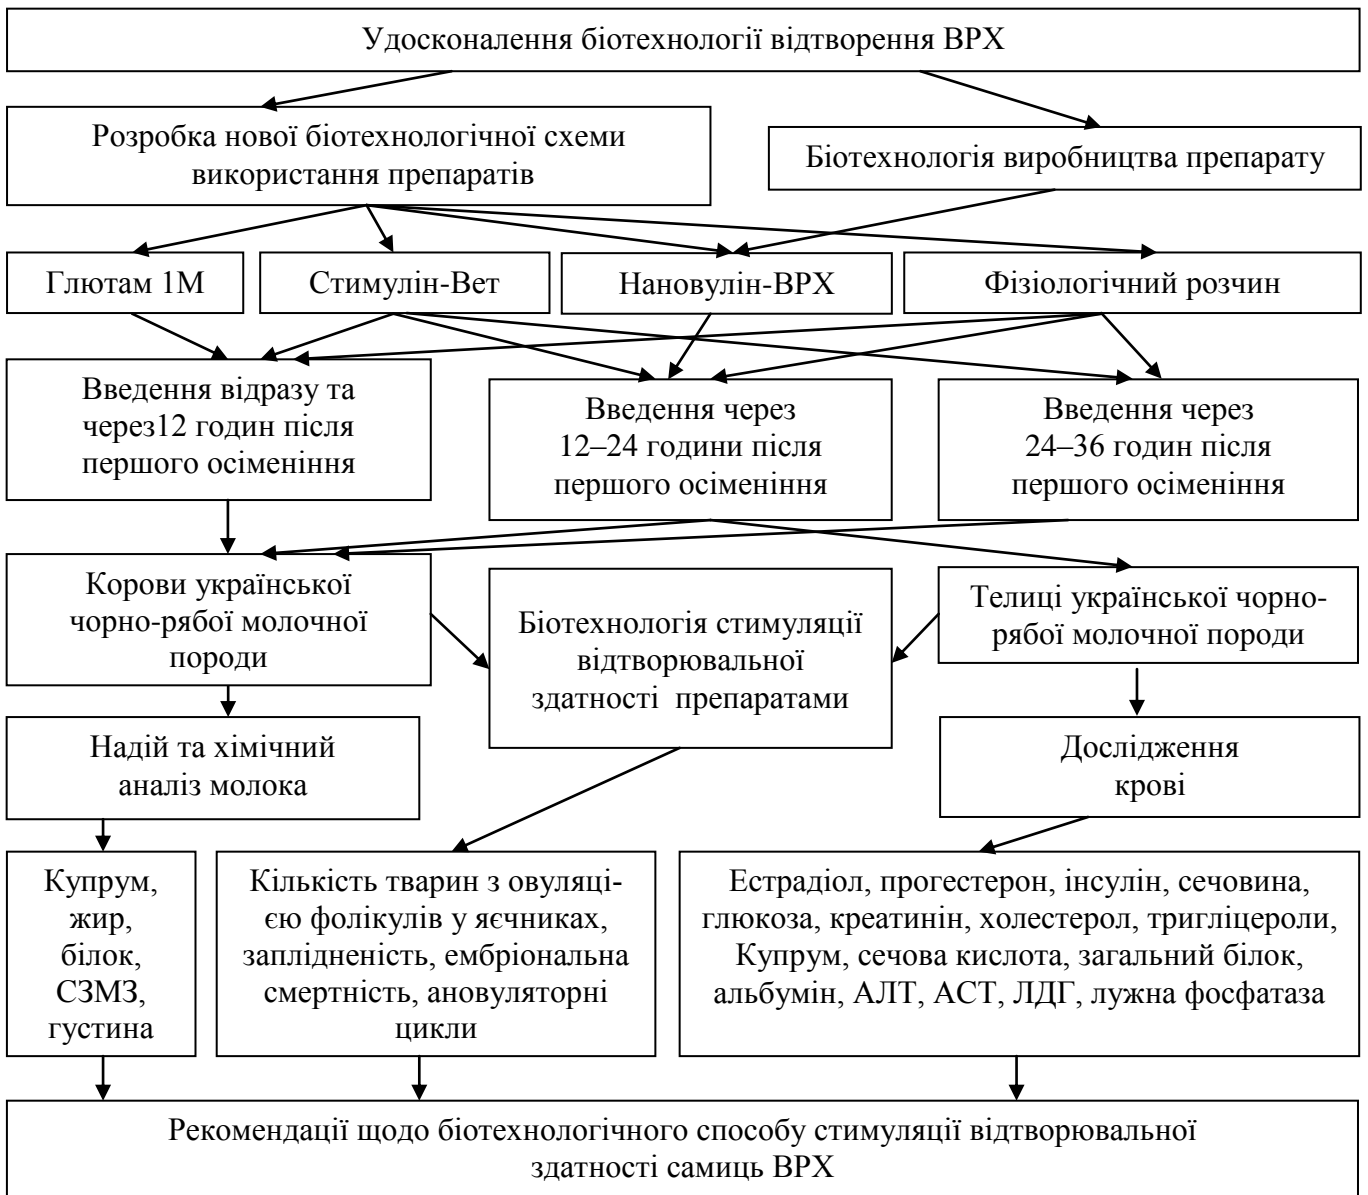 Удосконалення біотехнології відтворення ВРХ
Розробка нової біотехнологічної схеми
використання препаратів
Біотехнологія виробництва препарату
Глютам 1М
Стимулін-Вет
Нановулін-ВРХ
Фізіологічний розчин
Введення відразу та
через12 годин після
першого осіменіння
Введення через
12–24 години після
першого осіменіння
Введення через
24–36 годин після
першого осіменіння
Корови української
чорно-рябої молочної
породи
Біотехнологія стимуляції
відтворювальної
здатності препаратами
Телиці української чорно-
рябої молочної породи
Надій та хімічний
аналіз молока
Дослідження
крові
Купрум,
жир,
білок,
СЗМЗ,
густина
Кількість тварин з овуляці-
єю фолікулів у яєчниках,
заплідненість, ембріональна
смертність, ановуляторні
цикли
Естрадіол, прогестерон, інсулін, сечовина,
глюкоза, креатинін, холестерол, тригліцероли,
Купрум, сечова кислота, загальний білок,
альбумін, АЛТ, АСТ, ЛДГ, лужна фосфатаза
Рекомендації щодо біотехнологічного способу стимуляції відтворювальної
здатності самиць ВРХ